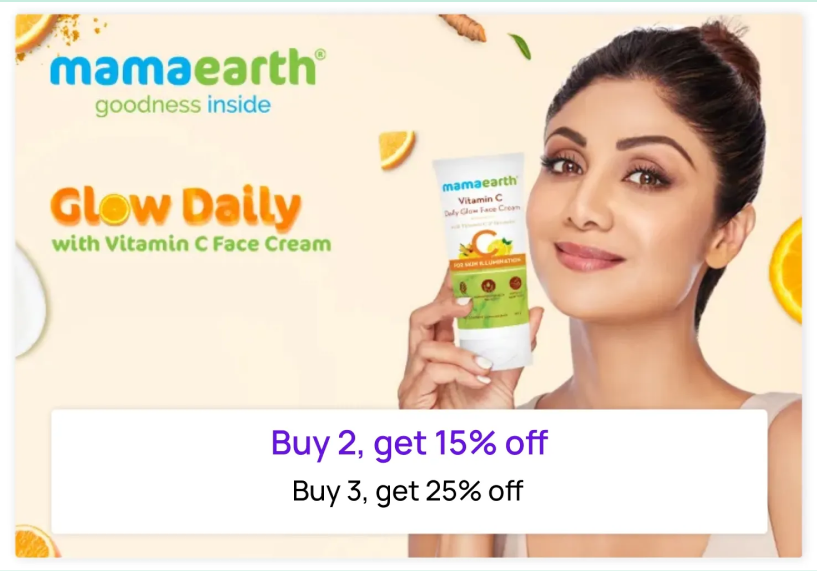 mamaearth®
goodness inside
Glow Daily
with Vitamin C Face Cream
mamaearth
Vitamin C
Daily Glow Face Cream
C
FOR SKIN ILLUMINATION
Buy 2, get 15% off
Buy 3, get 25% off